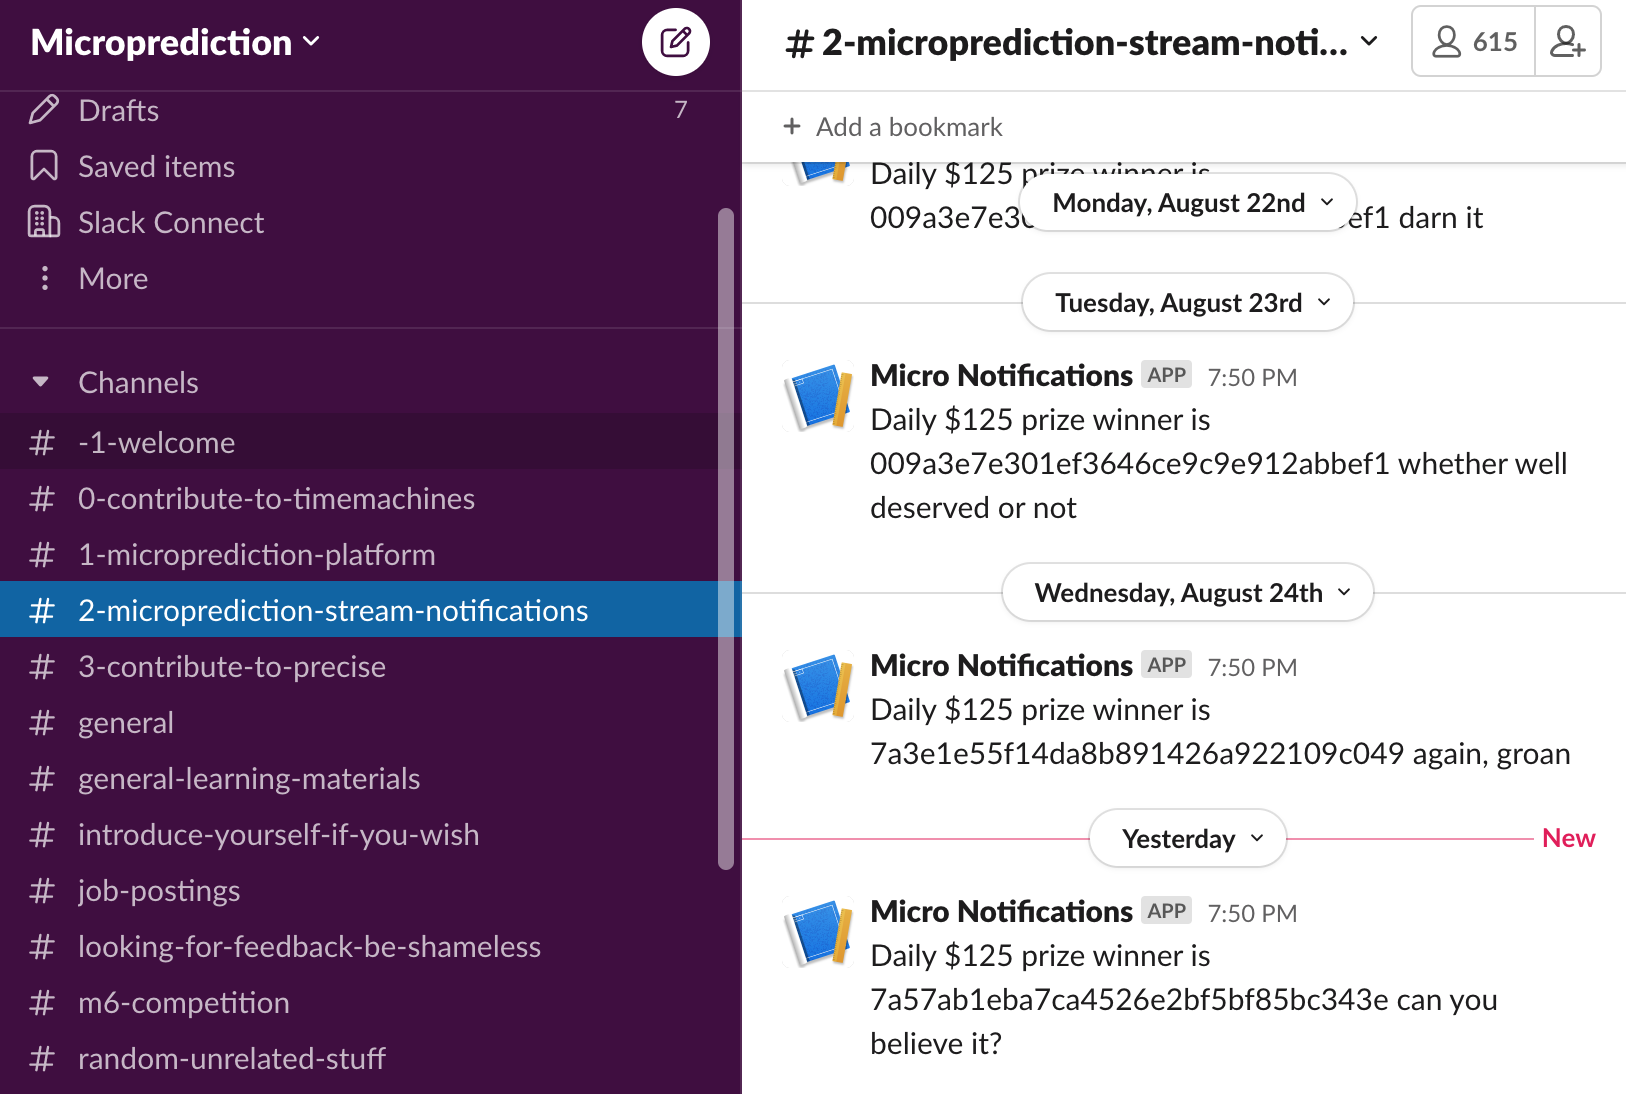 Microprediction
Drafts 7
Saved items
Slack Connect
More
Channels
# -1-welcome
# 0-contribute-to-timemachines
# 1-microprediction-platform
# 2-microprediction-stream-notifications
# 3-contribute-to-precise
# general
# general-learning-materials
# introduce-yourself-if-you-wish
# job-postings
# looking-for-feedback-be-shameless
# m6-competition
# random-unrelated-stuff
# 2-microprediction-stream-noti... 615
+ Add a bookmark
Daily $125 prize winner is
Monday, August 22nd
darn it
Tuesday, August 23rd
Micro Notifications APP 7:50 PM
Daily $125 prize winner is
009a3e7e301ef3646ce9c9e912abbef1 whether well
deserved or not
Wednesday, August 24th
Micro Notifications APP 7:50 PM
Daily $125 prize winner is
7a3e1e55f14da8b891426a922109c049 again, groan
Yesterday New
Micro Notifications APP 7:50 PM
Daily $125 prize winner is
7a57ab1eba7ca4526e2bf5bf85bc343e can you
believe it?